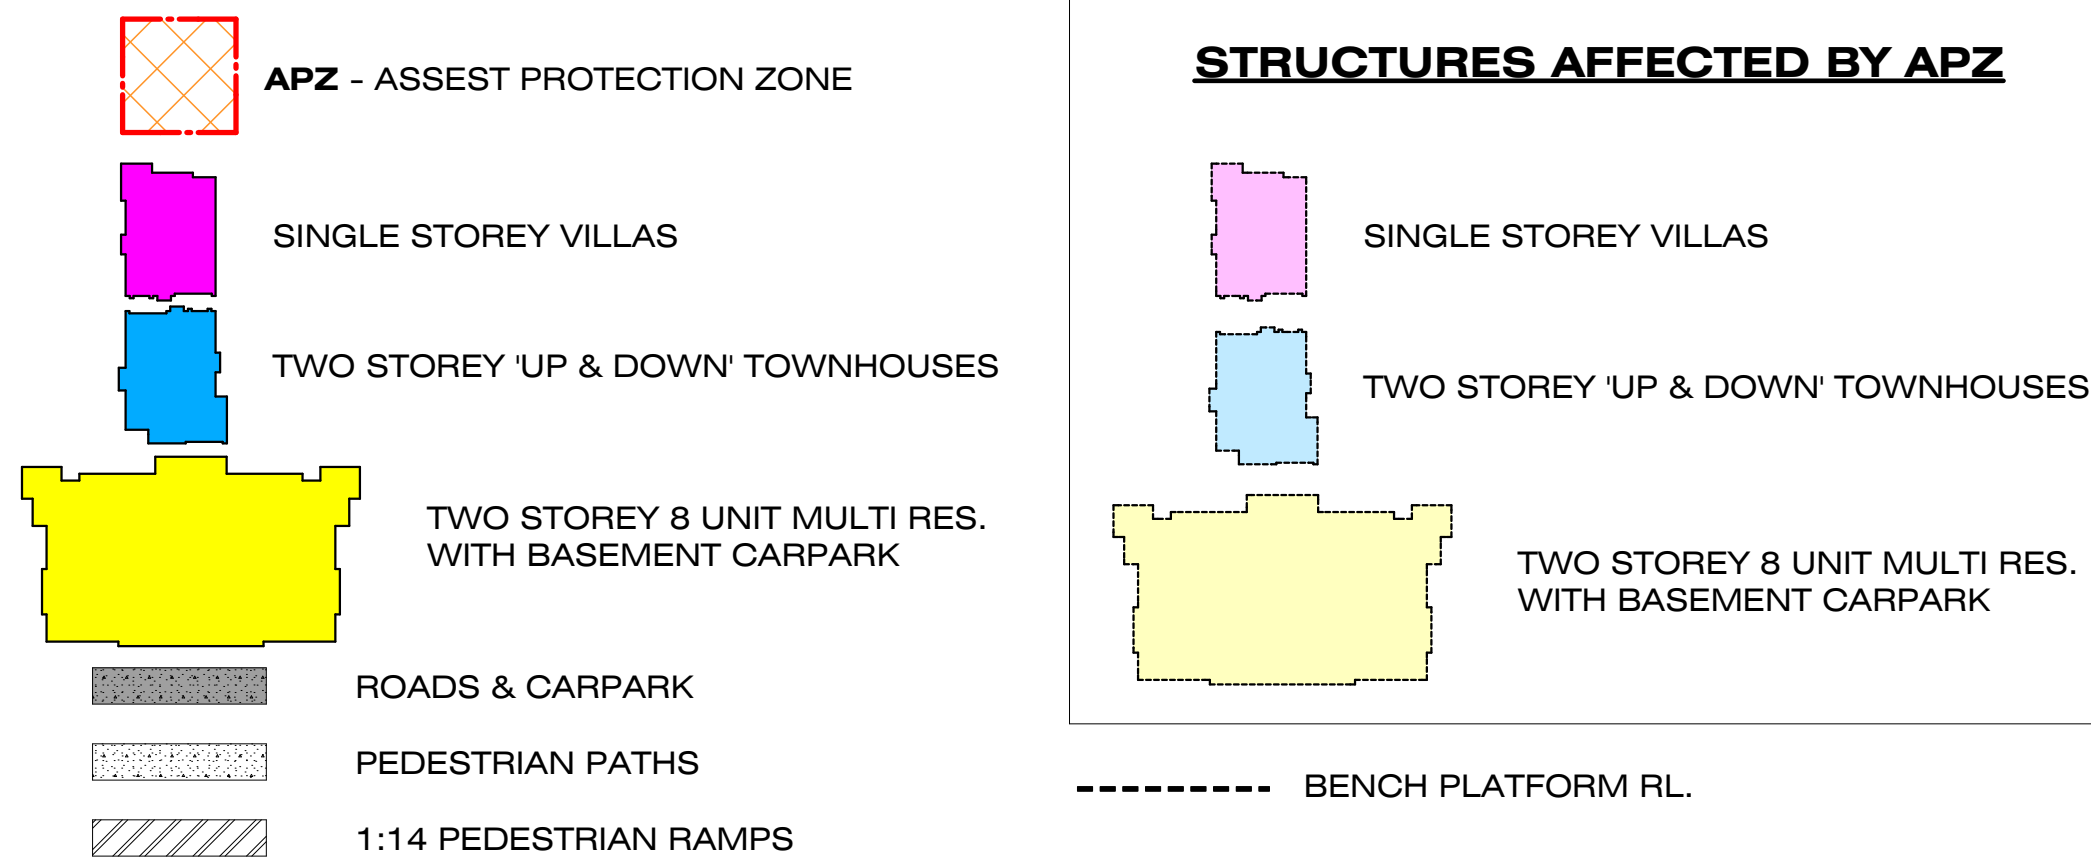 APZ - ASSEST PROTECTION ZONE
SINGLE STOREY VILLAS
TWO STOREY 'UP & DOWN' TOWNHOUSES
TWO STOREY 8 UNIT MULTI RES.
WITH BASEMENT CARPARK
ROADS & CARPARK
PEDESTRIAN PATHS
1:14 PEDESTRIAN RAMPS
STRUCTURES AFFECTED BY APZ
SINGLE STOREY VILLAS
TWO STOREY 'UP & DOWN' TOWNHOUSES
TWO STOREY 8 UNIT MULTI RES.
WITH BASEMENT CARPARK
BENCH PLATFORM RL.